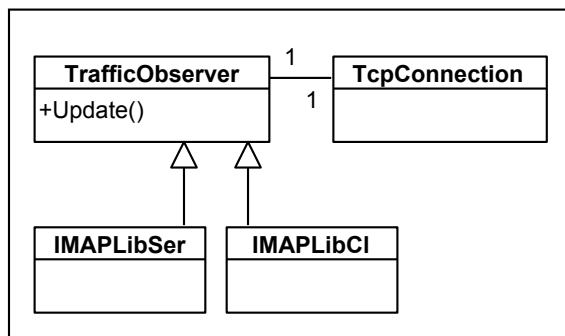 TrafficObserver
+Update()
1
1
TcpConnection
IMAPLibSer
IMAPLibCl